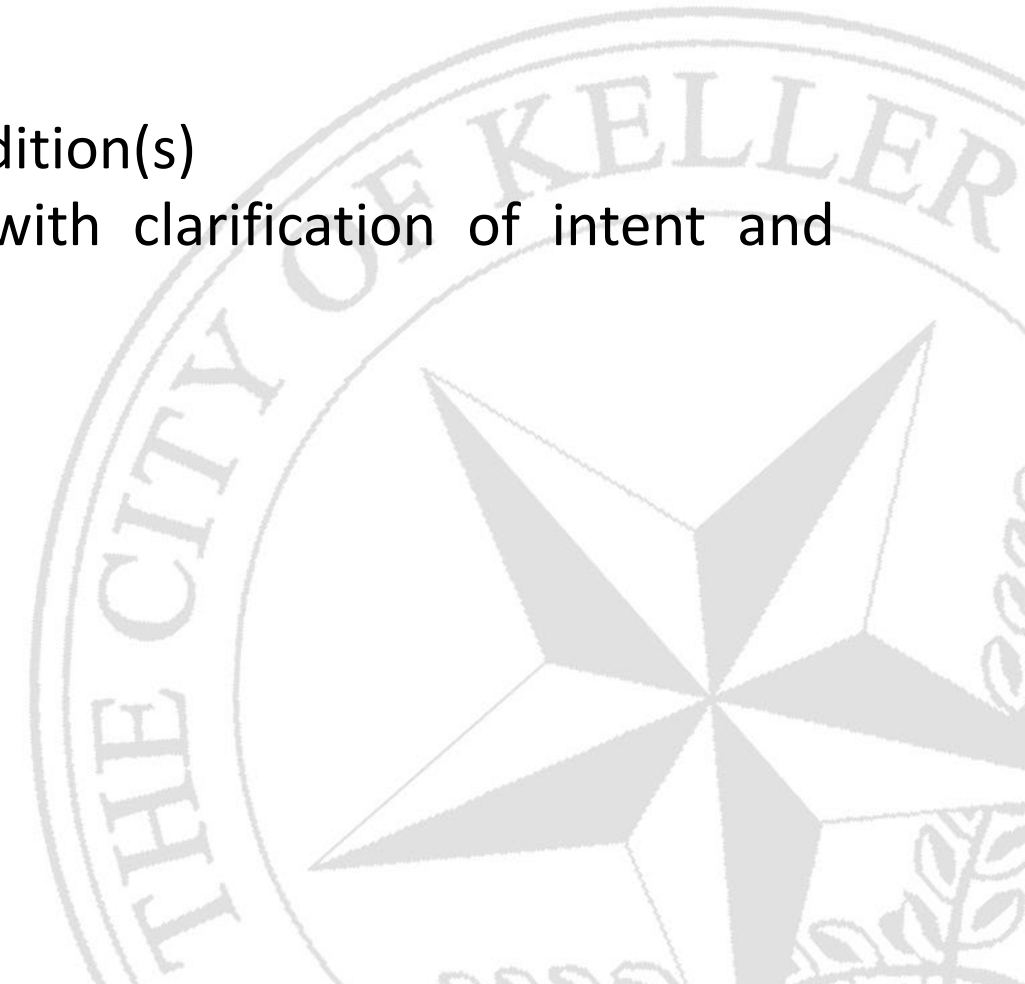 THE CITY OF KELLER
dition(s)
with clarification of intent and